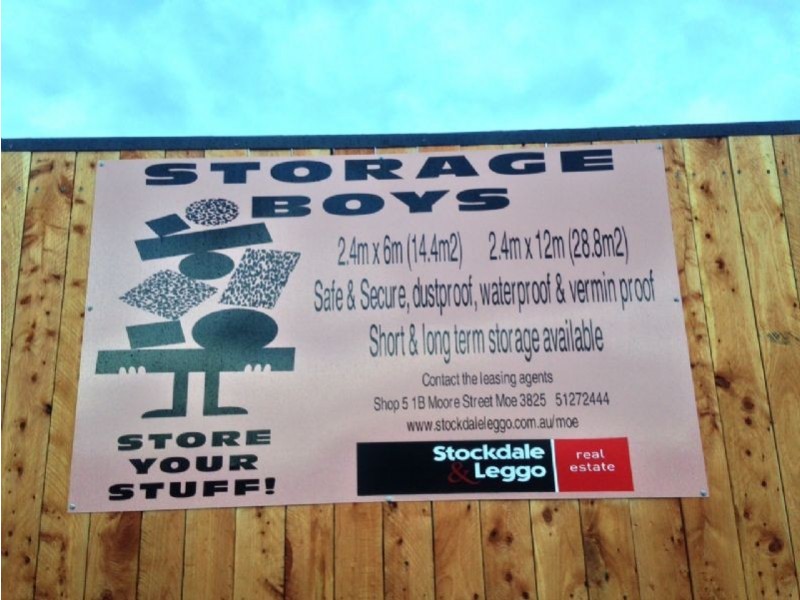 STORAGE
BOYS
2.4m x 6m (14.4m2) 2.4m x 12m (28.8m2)
Safe & Secure, dustproof, waterproof & vermin proof
Short & long term storage available
Contact the leasing agents
Shop 5 1B Moore Street Moe 3825 51272444
www.stockdaleleggo.com.au/moe
STORE
YOUR
STUFF!
Stockdale
& Leggo
real
estate